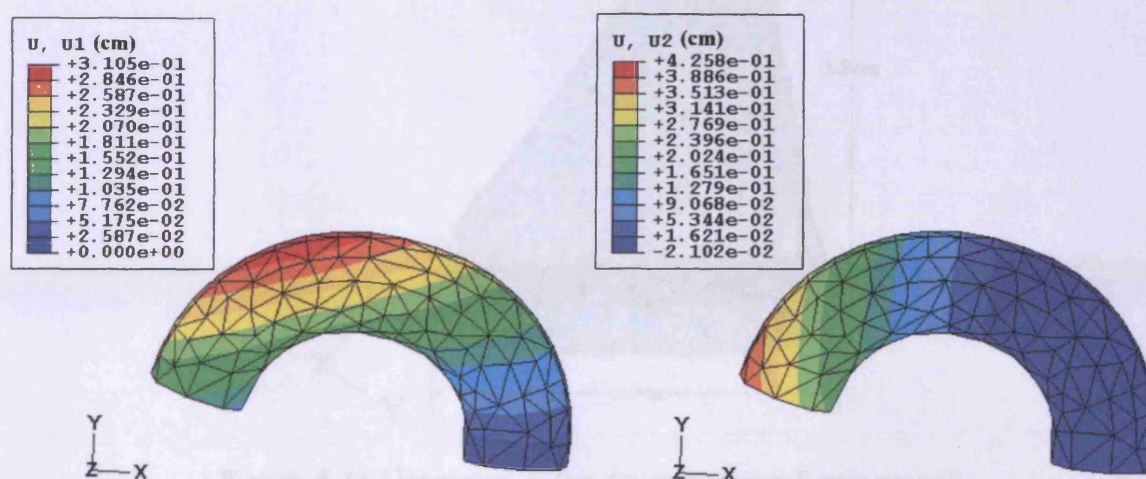 U, U1 (cm)
+3.105e-01
+2.846e-01
+2.587e-01
+2.329e-01
+2.070e-01
+1.811e-01
+1.552e-01
+1.294e-01
+1.035e-01
+7.762e-02
+5.175e-02
+2.587e-02
+0.000e+00
Y
Z X
U, U2 (cm)
+4.258e-01
+3.886e-01
+3.513e-01
+3.141e-01
+2.769e-01
+2.396e-01
+2.024e-01
+1.651e-01
+1.279e-01
+9.068e-02
+5.344e-02
+1.621e-02
-2.102e-02
Y
Z X